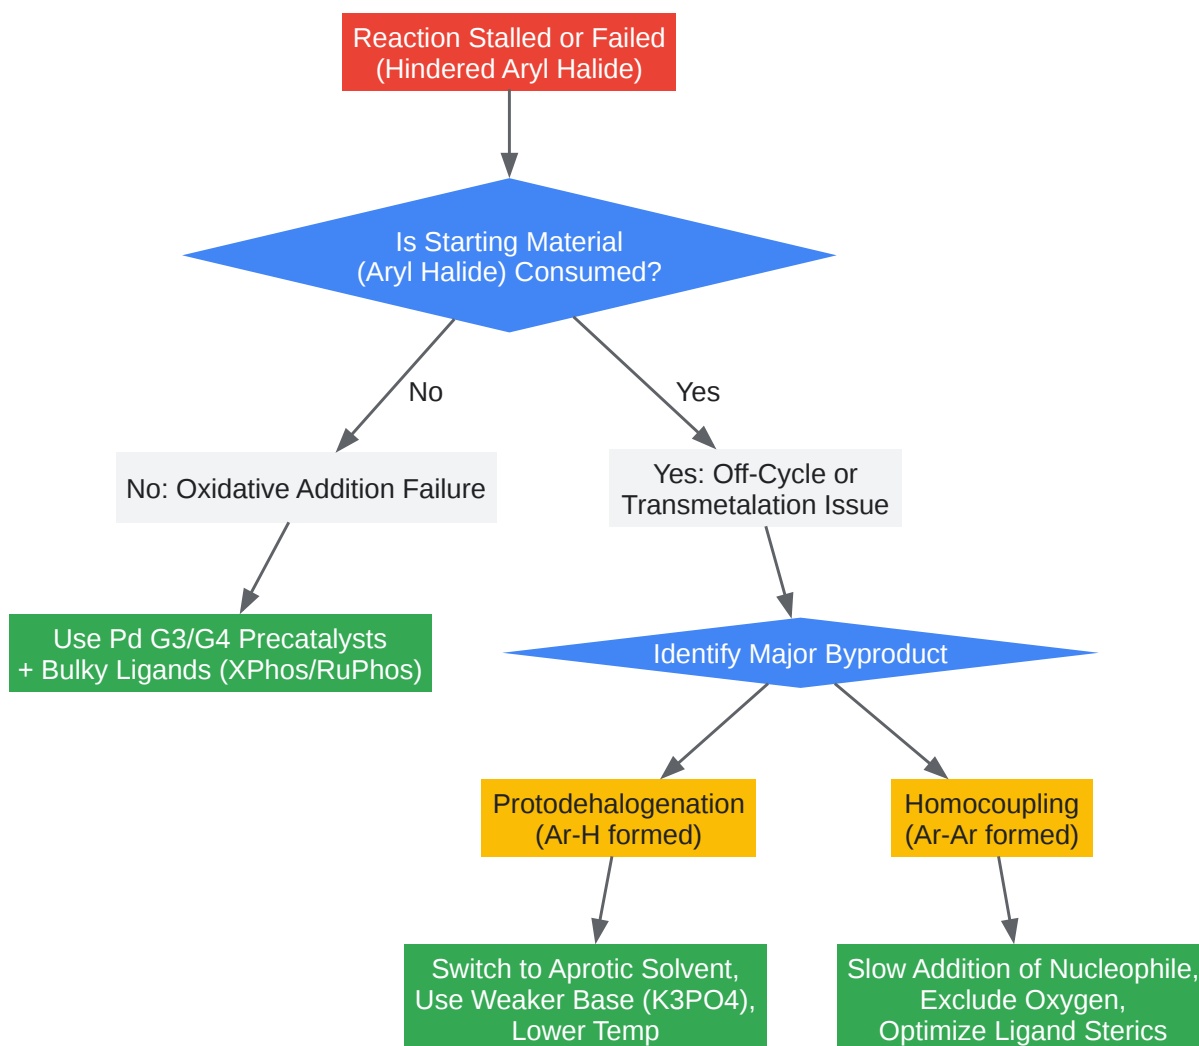 Reaction Stalled or Failed
(Hindered Aryl Halide)
Is Starting Material
(Aryl Halide) Consumed?
No
Yes
No: Oxidative Addition Failure
Yes: Off-Cycle or
Transmetalation Issue
Use Pd G3/G4 Precatalysts
+ Bulky Ligands (XPhos/RuPhos)
Identify Major Byproduct
Protodehalogenation
(Ar-H formed)
Homocoupling
(Ar-Ar formed)
Switch to Aprotic Solvent,
Use Weaker Base (K3PO4),
Lower Temp
Slow Addition of Nucleophile,
Exclude Oxygen,
Optimize Ligand Sterics